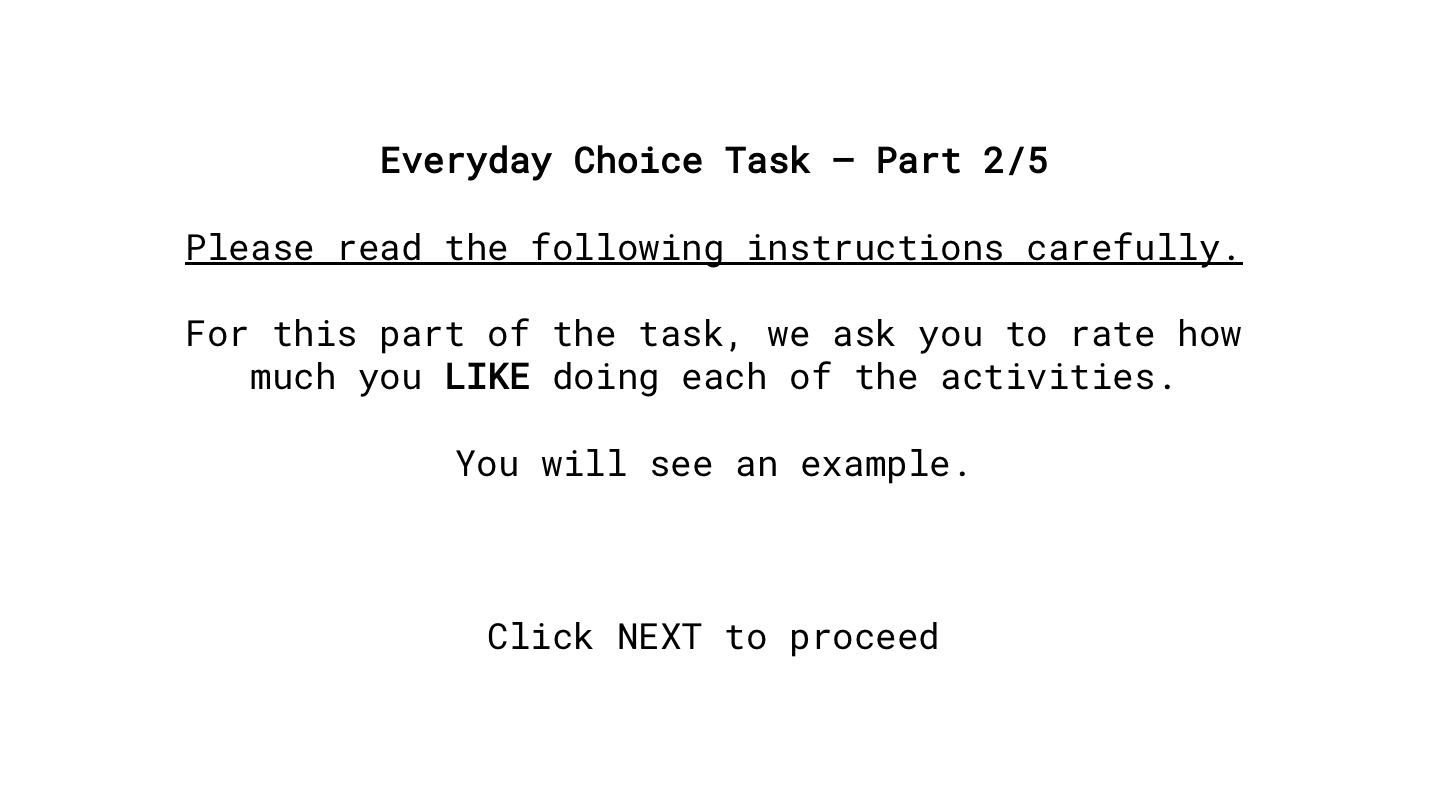 Everyday Choice Task – Part 2/5
Please read the following instructions carefully.
For this part of the task, we ask you to rate how
much you LIKE doing each of the activities.
You will see an example.
Click NEXT to proceed